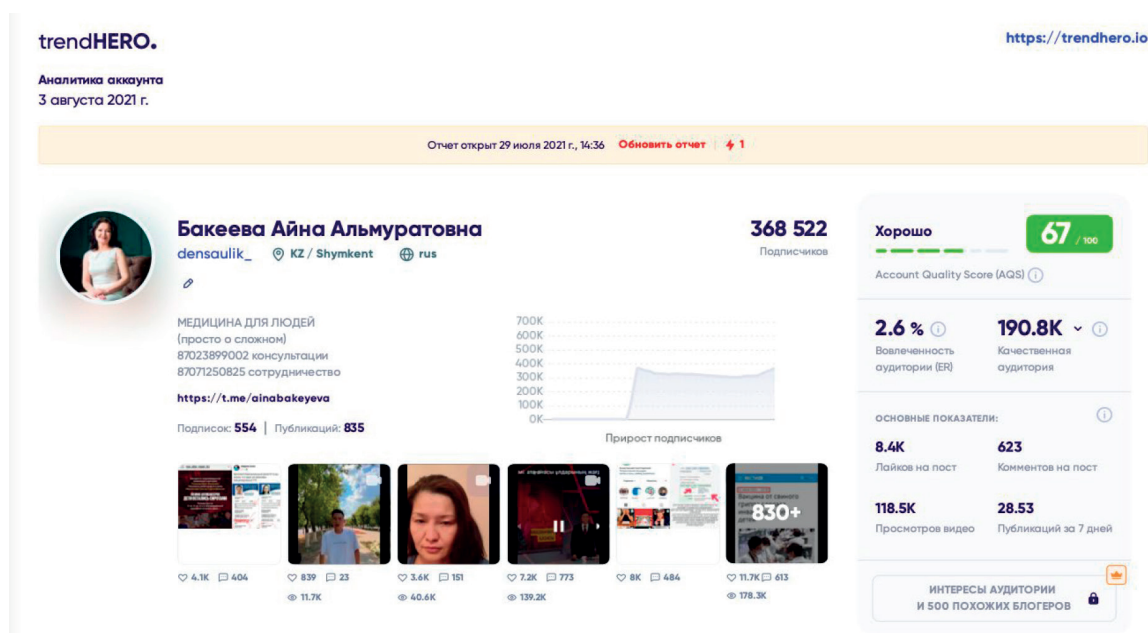 trendHERO.
https://trendhero.io
Аналитика аккаунта
3 августа 2021 г.
Отчет открыт 29 июля 2021 г., 14:36 Обновить отчет 1
Бакеева Айна Альмуратовна
densaulik_ KZ / Shymkent rus
368 522
Подписчиков
МЕДИЦИНА ДЛЯ ЛЮДЕЙ
(просто о сложном)
87023899002 консультации
87071250825 сотрудничество
https://t.me/ainabakeyeva
Подписок: 554 | Публикаций: 835
700K
600K
500K
400K
300K
200K
100K
0K
Прирост подписчиков
830+
4.1K 404
839 23
11.7K
3.6K 151
40.6K
7.2K 773
139.2K
8K 484
11.7K 613
178.3K
Хорошо
67 / 100
Account Quality Score (AQS)
2.6 %
Вовлеченность
аудитории (ER)
190.8K
Качественная
аудитория
ОСНОВНЫЕ ПОКАЗАТЕЛИ:
8.4K
Лайков на пост
623
Комментов на пост
118.5K
Просмотров видео
28.53
Публикаций за 7 дней
ИНТЕРЕСЫ АУДИТОРИИ
И 500 ПОХОЖИХ БЛОГЕРОВ